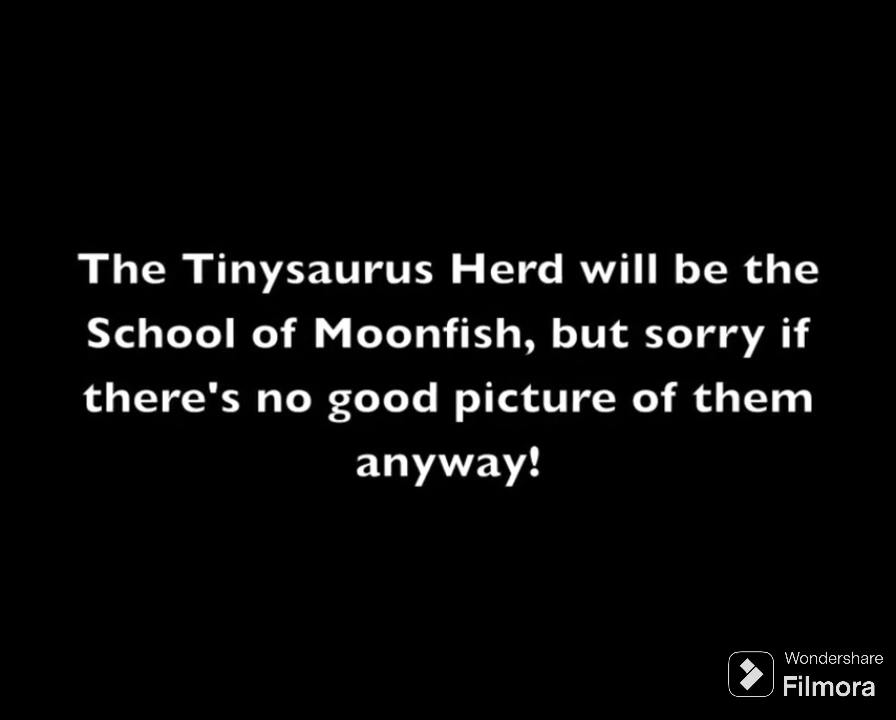 The Tinysaurus Herd will be the
School of Moonfish, but sorry if
there's no good picture of them
anyway!
Wondershare
Filmora